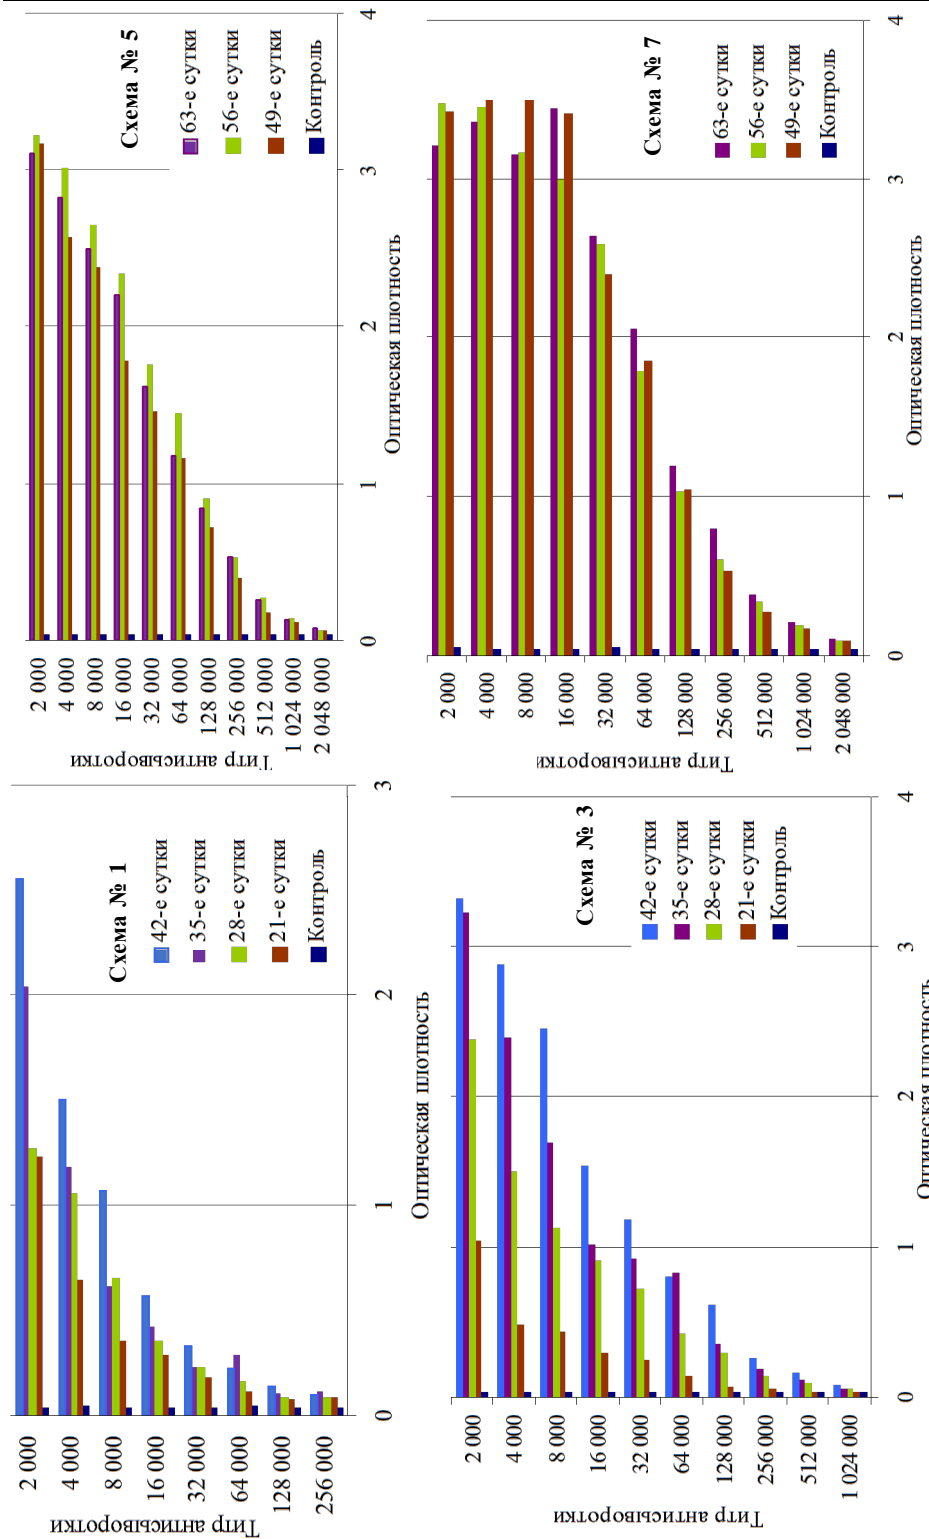 Схема № 1
42-е сутки
35-е сутки
28-е сутки
21-е сутки
Контроль
0
1
2
3
Оптическая плотность
2 000
4 000
8 000
16 000
32 000
64 000
128 000
256 000
Титр антисыворотки
Схема № 5
63-е сутки
56-е сутки
49-е сутки
Контроль
0
1
2
3
4
Оптическая плотность
2 000
4 000
8 000
16 000
32 000
64 000
128 000
256 000
512 000
1 024 000
2 048 000
Титр антисыворотки
Схема № 3
42-е сутки
35-е сутки
28-е сутки
21-е сутки
Контроль
0
1
2
3
4
Оптическая плотность
2 000
4 000
8 000
16 000
32 000
64 000
128 000
256 000
512 000
1 024 000
Титр антисыворотки
Схема № 7
63-е сутки
56-е сутки
49-е сутки
Контроль
0
1
2
3
4
Оптическая плотность
2 000
4 000
8 000
16 000
32 000
64 000
128 000
256 000
512 000
1 024 000
2 048 000
Титр антисыворотки